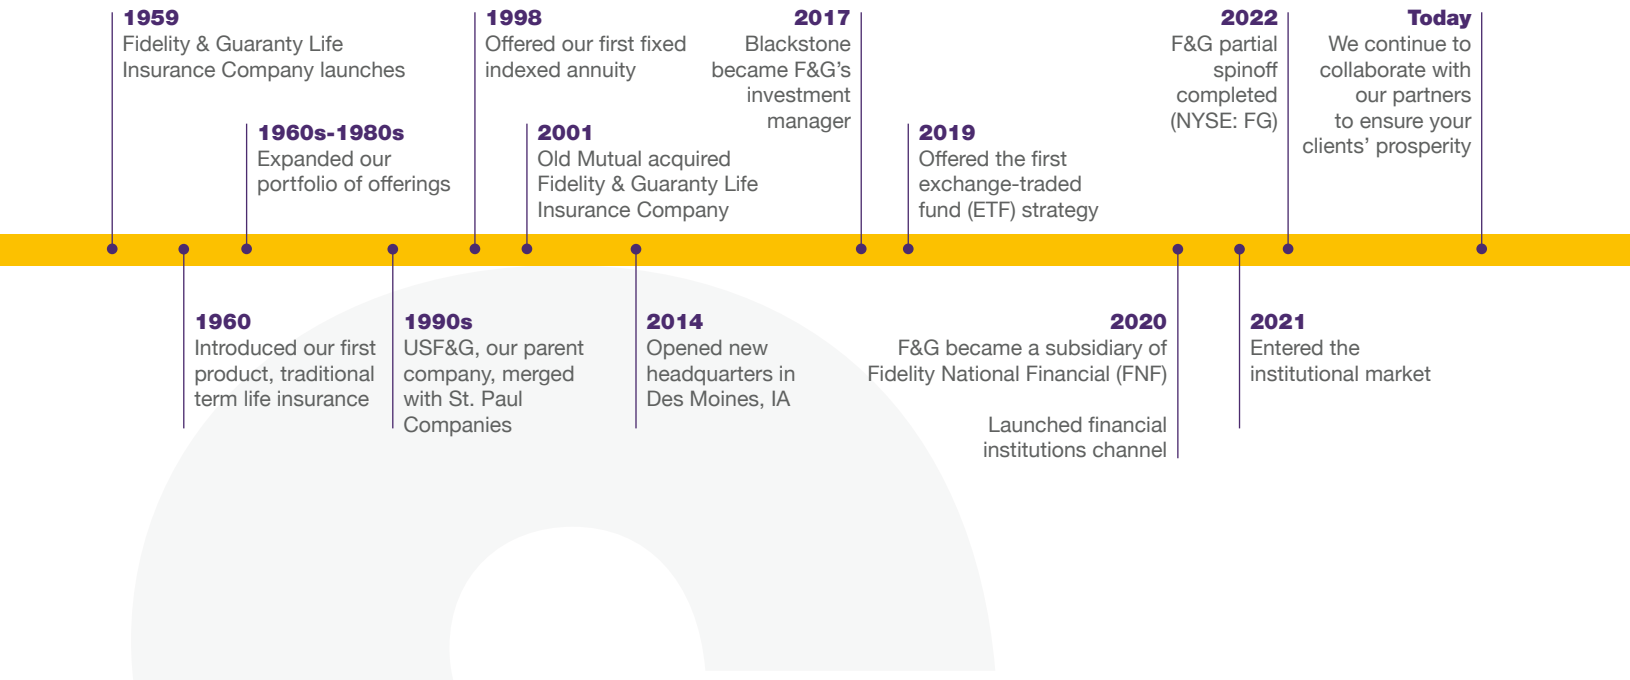 1959
Fidelity & Guaranty Life
Insurance Company launches
1960
Introduced our first
product, traditional
term life insurance
1960s-1980s
Expanded our
portfolio of offerings
1990s
USF&G, our parent
company, merged
with St. Paul
Companies
1998
Offered our first fixed
indexed annuity
2001
Old Mutual acquired
Fidelity & Guaranty Life
Insurance Company
2014
Opened new
headquarters in
Des Moines, IA
2017
Blackstone
became F&G’s
investment
manager
2019
Offered the first
exchange-traded
fund (ETF) strategy
2020
F&G became a subsidiary of
Fidelity National Financial (FNF)
Launched financial
institutions channel
2021
Entered the
institutional market
2022
F&G partial
spinoff
completed
(NYSE: FG)
Today
We continue to
collaborate with
our partners
to ensure your
clients’ prosperity